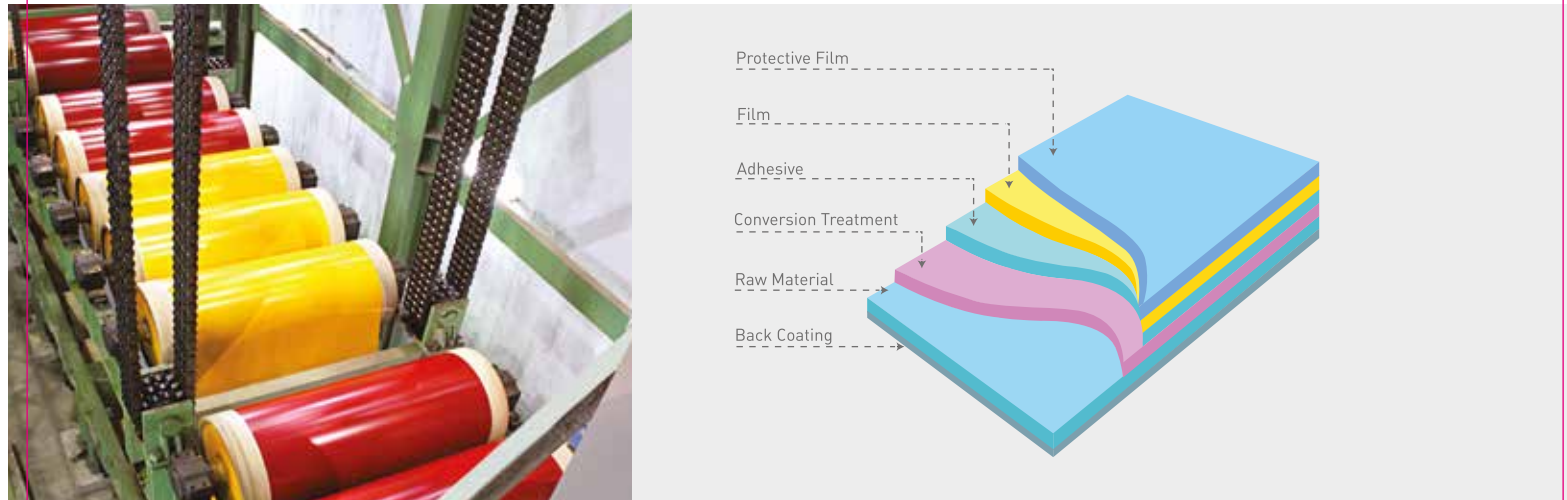 Protective Film
Film
Adhesive
Conversion Treatment
Raw Material
Back Coating